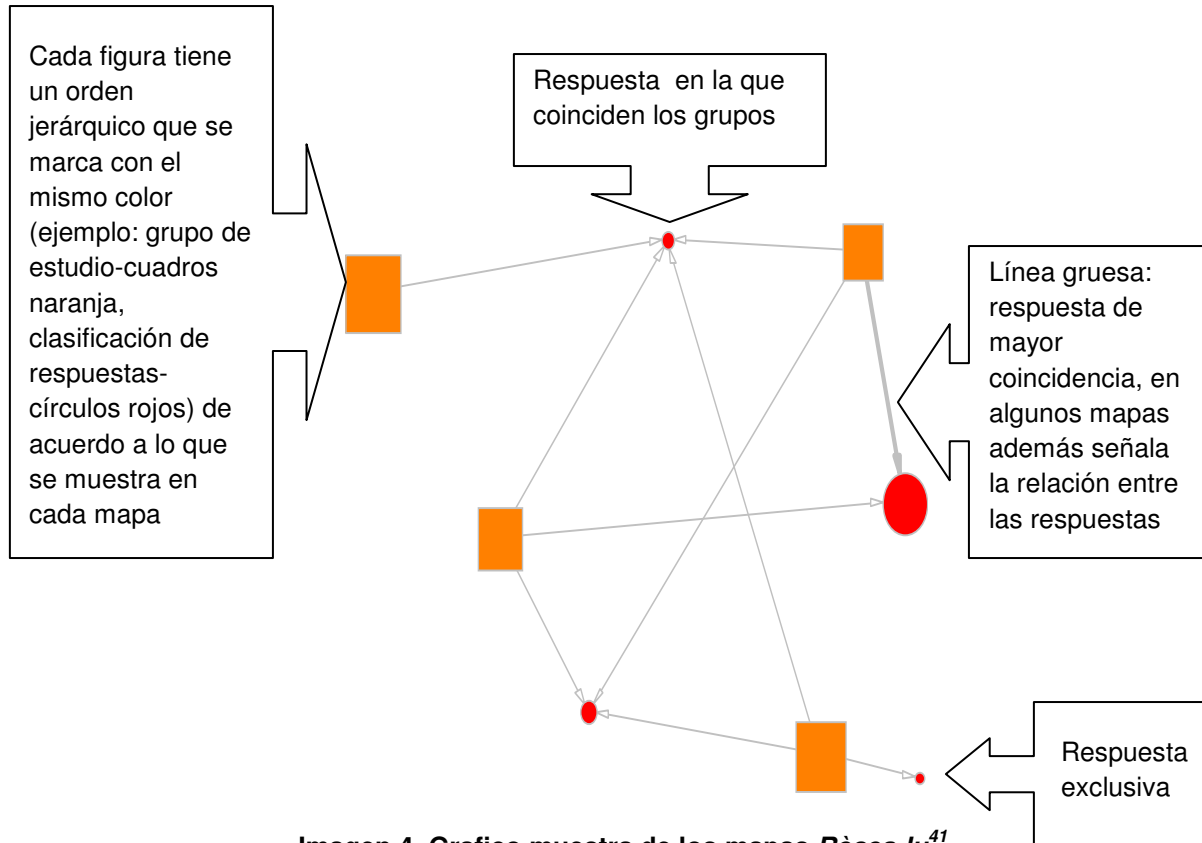 Cada figura tiene
un orden
jerárquico que se
marca con el
mismo color
(ejemplo: grupo de
estudio-cuadros
naranja,
clasificación de
respuestas-
círculos rojos) de
acuerdo a lo que
se muestra en
cada mapa
Respuesta en la que
coinciden los grupos
Línea gruesa:
respuesta de
mayor
coincidencia, en
algunos mapas
además señala
la relación entre
las respuestas
Respuesta
exclusiva
Imagen 4. Grafico muestra de los mapas